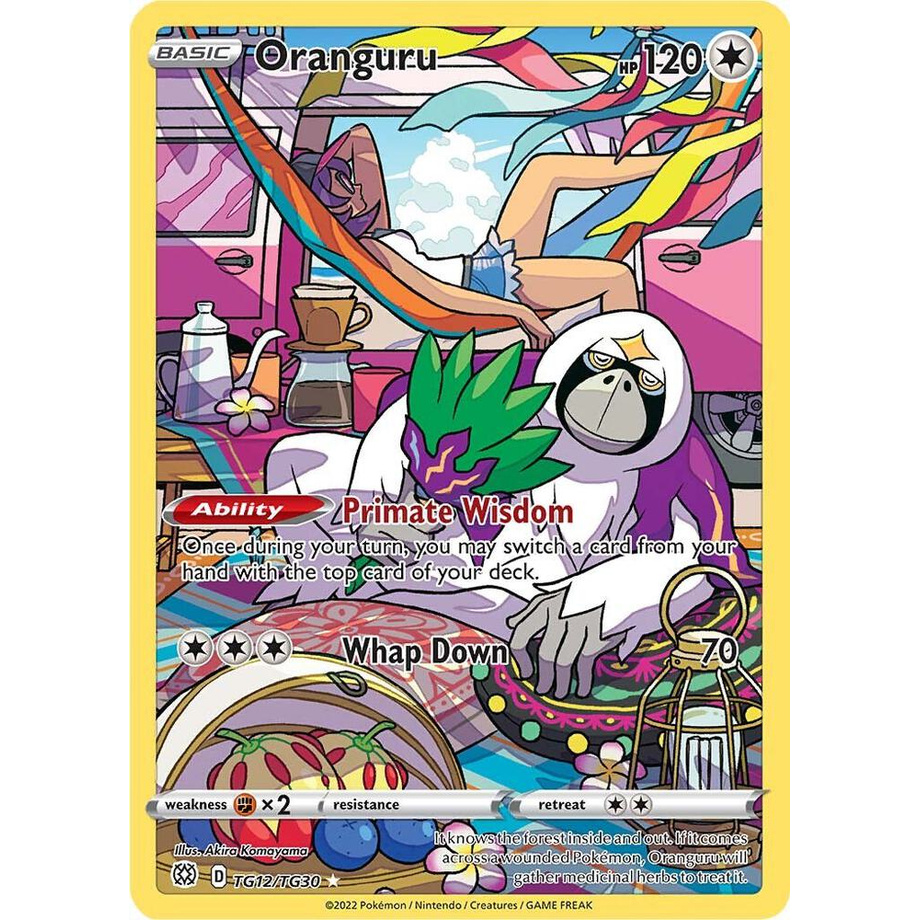 BASIC Oranguru HP 120
Ability Primate Wisdom
Once during your turn, you may switch a card from your
hand with the top card of your deck.
Whap Down 70
weakness ×2 resistance retreat
Illus. Akira Komayama
It knows the forest inside and out. If it comes
across a wounded Pokémon, Oranguru will
gather medicinal herbs to treat it.
D TG12/TG30
©2022 Pokémon / Nintendo / Creatures / GAME FREAK